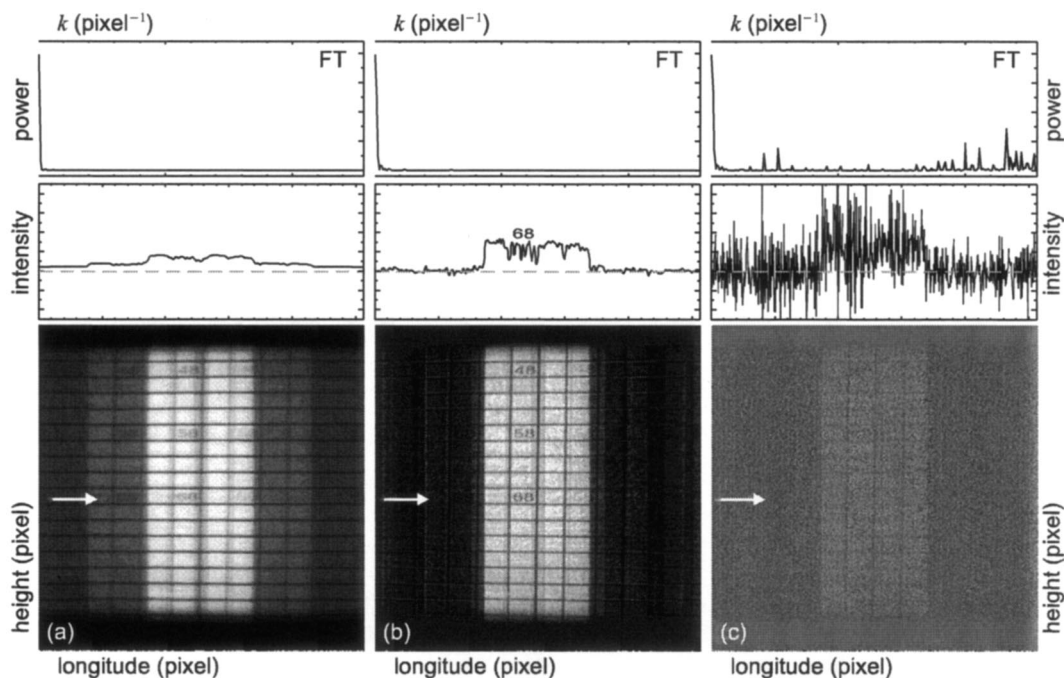 k (pixel⁻¹) k (pixel⁻¹) k (pixel⁻¹)
power FT FT FT power
intensity 68 intensity
height (pixel) height (pixel)
48 48
58 58
68 68
(a) (b) (c)
longitude (pixel) longitude (pixel) longitude (pixel)